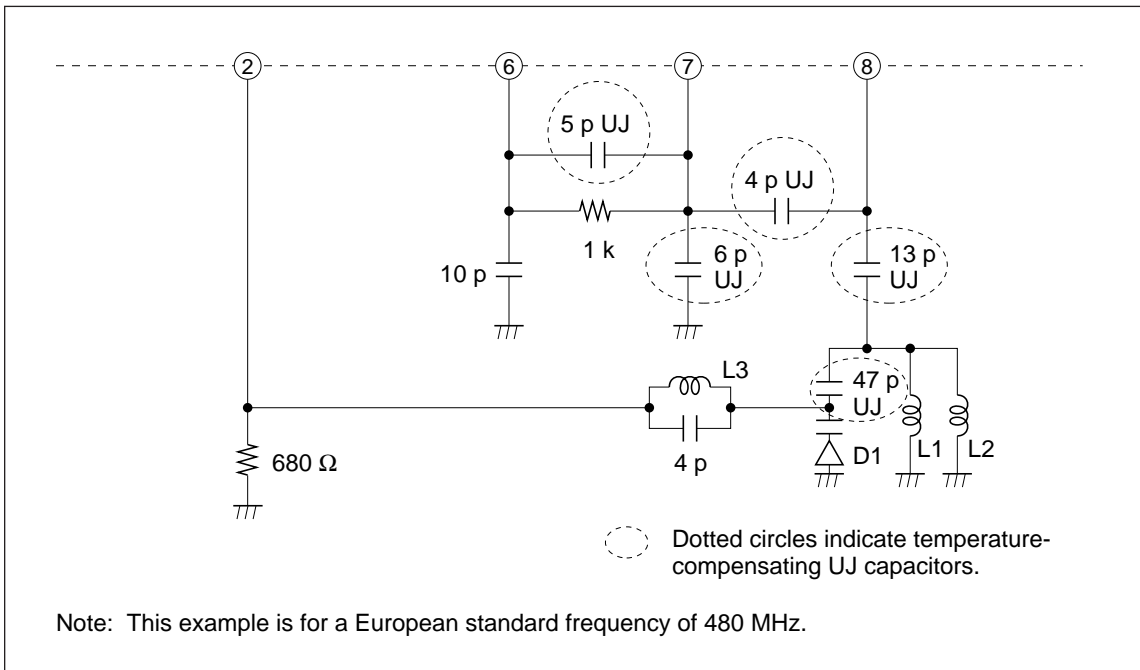 2
6
7
8
5 p UJ
4 p UJ
1 k
10 p
6 p
UJ
13 p
UJ
L3
47 p
UJ
4 p
D1
L1
L2
680 Ω
Dotted circles indicate temperature-
compensating UJ capacitors.
Note: This example is for a European standard frequency of 480 MHz.